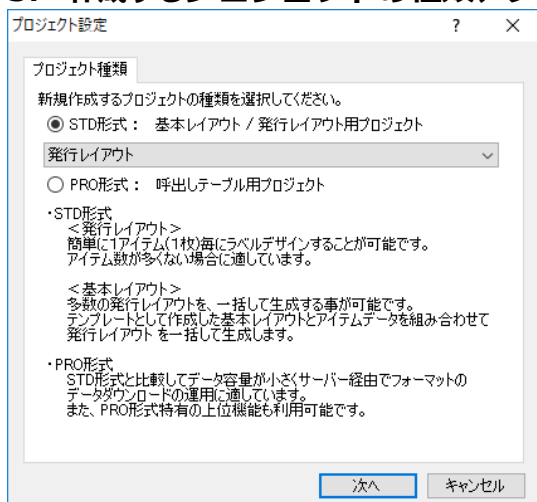 プロジェクト設定 ? ×
プロジェクト種類
新規作成するプロジェクトの種類を選択してください。
STD形式： 基本レイアウト / 発行レイアウト用プロジェクト
発行レイアウト
PRO形式： 呼出しテーブル用プロジェクト
・STD形式
＜発行レイアウト＞
簡単に1アイテム(1枚)毎にラベルデザインすることが可能です。
アイテム数が多くない場合に適しています。
＜基本レイアウト＞
多数の発行レイアウトを、一括して生成する事が可能です。
テンプレートとして作成した基本レイアウトとアイテムデータを組み合わせて
発行レイアウト を一括して生成します。
・PRO形式
STD形式と比較してデータ容量が小さくサーバー経由でフォーマットの
データダウンロードの運用に適しています。
また、PRO形式特有の上位機能も利用可能です。
次へ キャンセル